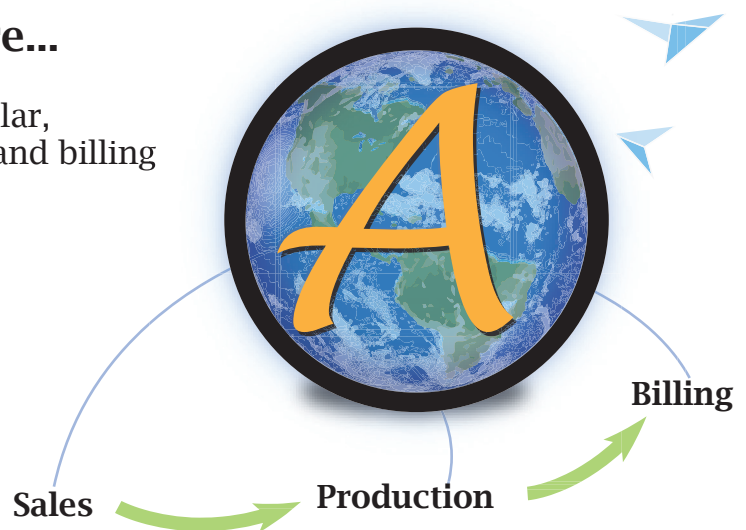 e...
lar,
and billing
A
Billing
Sales
Production